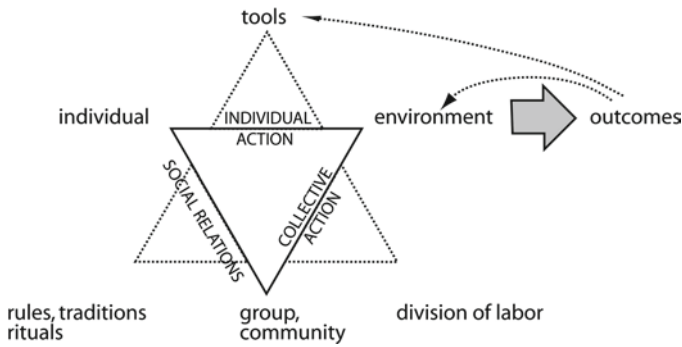 tools
individual
INDIVIDUAL
ACTION
environment
outcomes
SOCIAL RELATIONS
COLLECTIVE
ACTION
rules, traditions
rituals
group,
community
division of labor